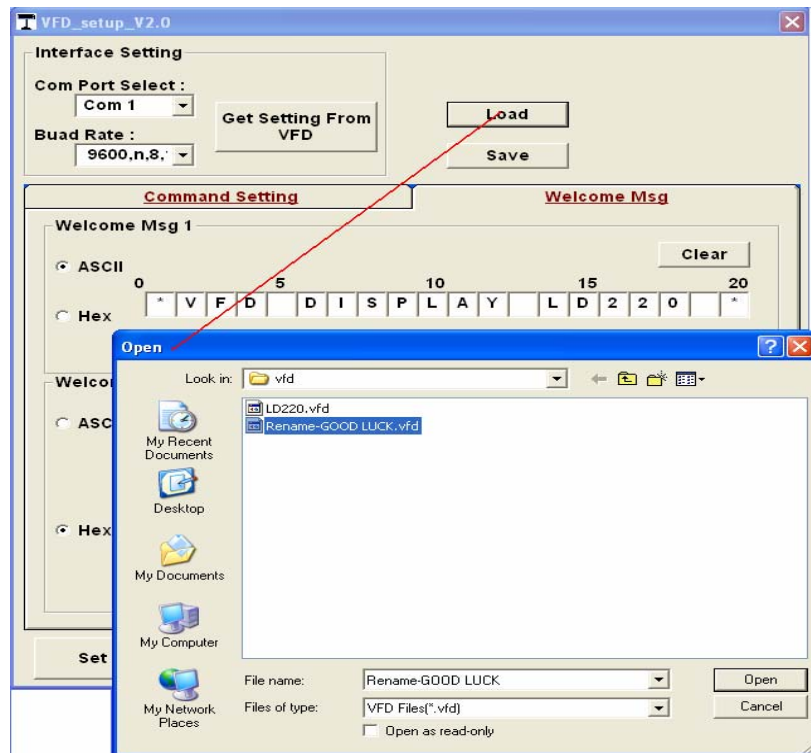 VFD_setup_V2.0
Interface Setting
Com Port Select :
Com 1
Buad Rate :
9600,n,8,
Get Setting From
VFD
Load
Save
Command Setting
Welcome Msg
Welcome Msg 1
Clear
ASCII
0 5 10 15 20
* V F D D I S P L A Y L D 2 2 0 *
Hex
Open
Welco
ASC
Hex
Set
Look in: vfd
My Recent
Documents
Desktop
My Documents
My Computer
My Network
Places
LD220.vfd
Rename-GOOD LUCK.vfd
File name: Rename-GOOD LUCK
Open
Files of type: VFD Files(*.vfd)
Cancel
Open as read-only